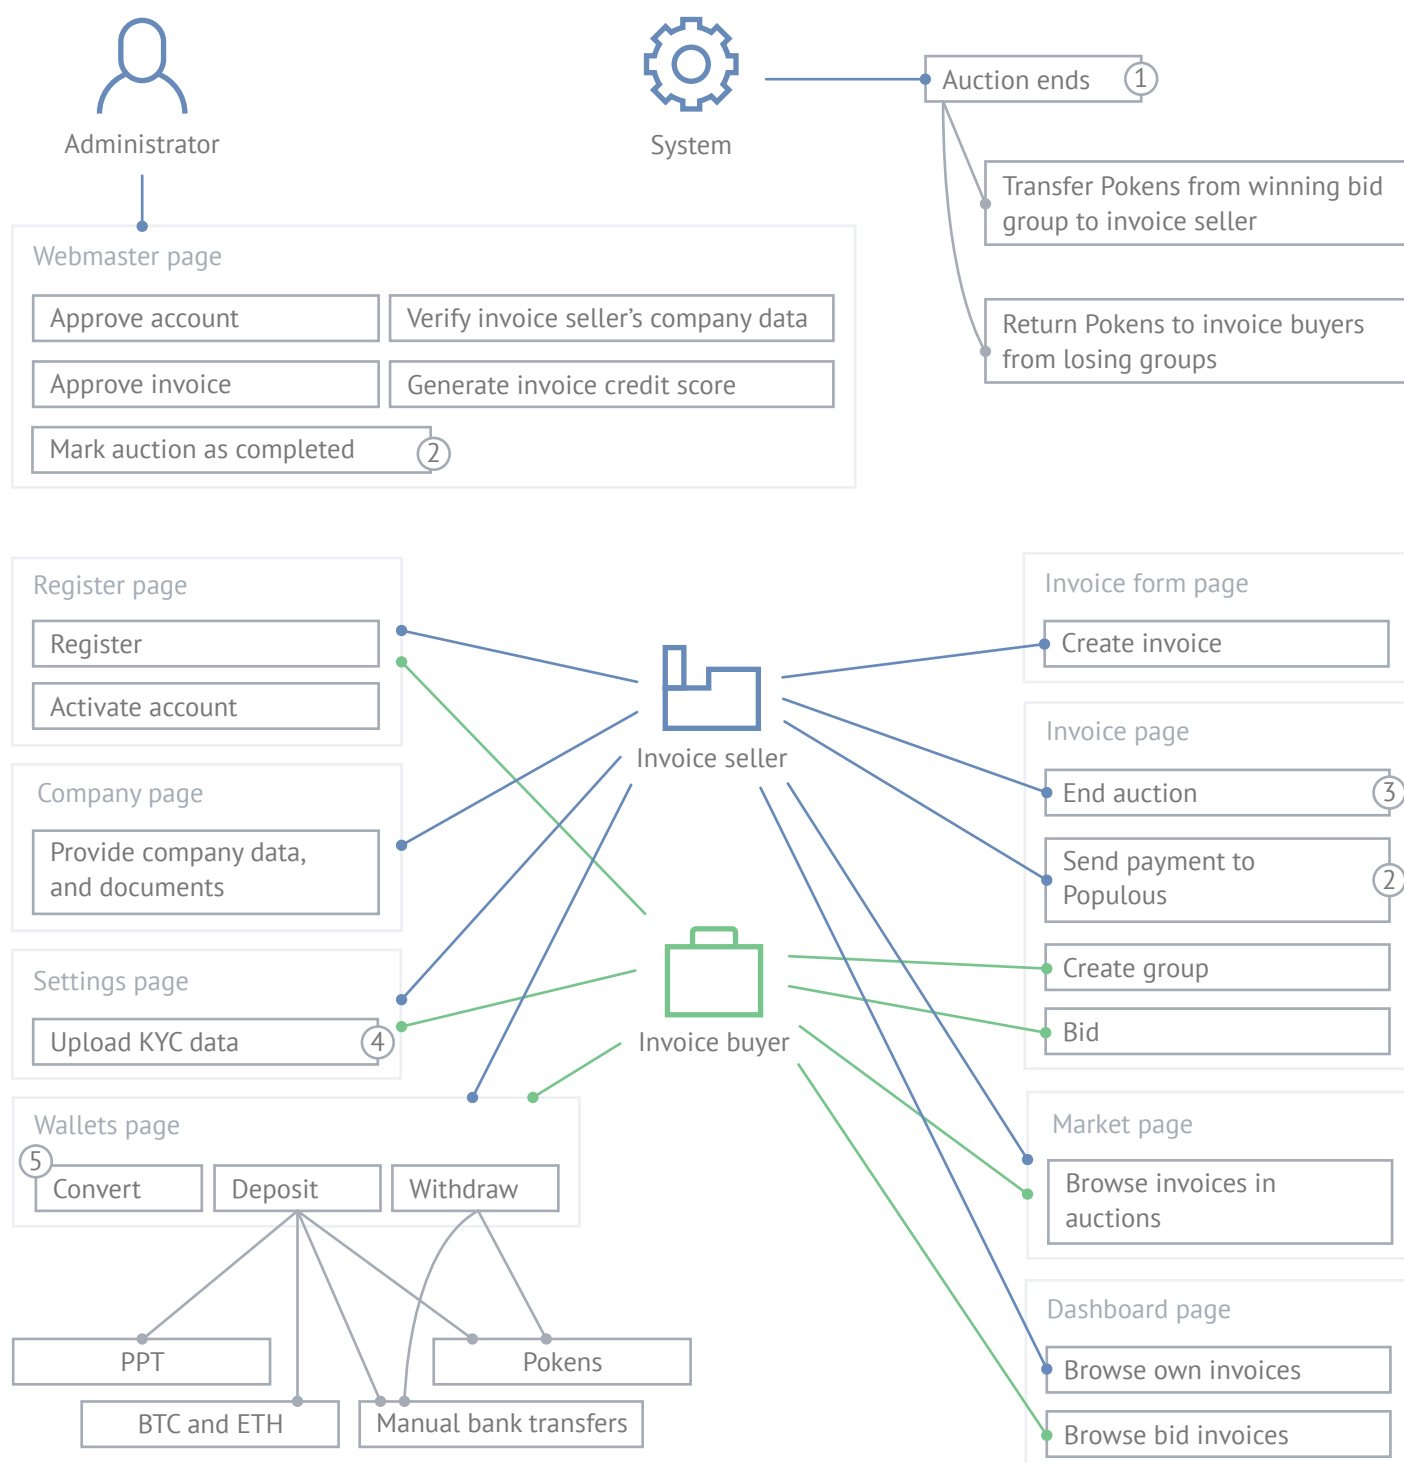 Administrator
System
Auction ends
1
Transfer Pokens from winning bid
group to invoice seller
Return Pokens to invoice buyers
from losing groups
Webmaster page
Approve account
Verify invoice seller’s company data
Approve invoice
Generate invoice credit score
Mark auction as completed
2
Register page
Register
Activate account
Company page
Provide company data,
and documents
Settings page
Upload KYC data
4
Wallets page
5
Convert
Deposit
Withdraw
PPT
Pokens
BTC and ETH
Manual bank transfers
Invoice seller
Invoice buyer
Invoice form page
Create invoice
Invoice page
End auction
3
Send payment to
Populous
2
Create group
Bid
Market page
Browse invoices in
auctions
Dashboard page
Browse own invoices
Browse bid invoices